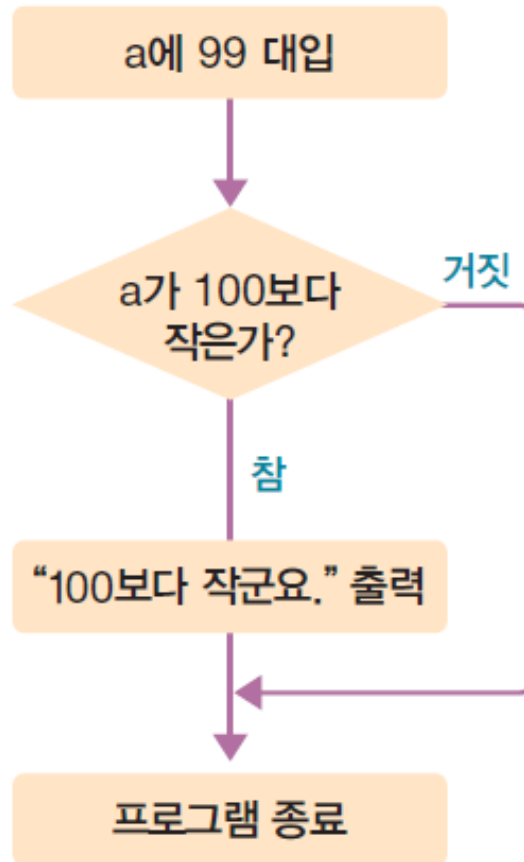 a에 99 대입
a가 100보다
작은가?
거짓
참
“100보다 작군요.” 출력
프로그램 종료